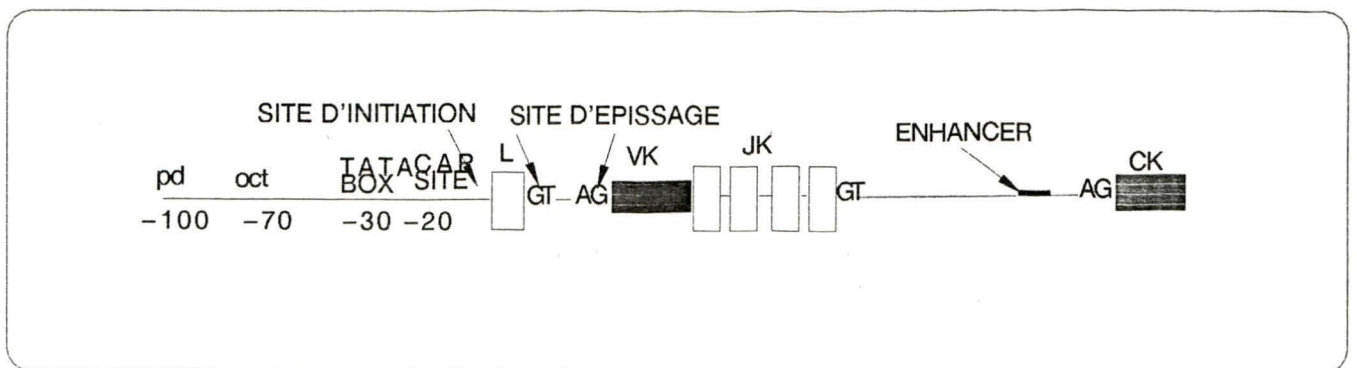 SITE D'INITIATION SITE D'EPISSAGE
ENHANCER
TATA CAP L VK JK CK
pd oct BOX SITE GT AG GT AG
-100 -70 -30 -20